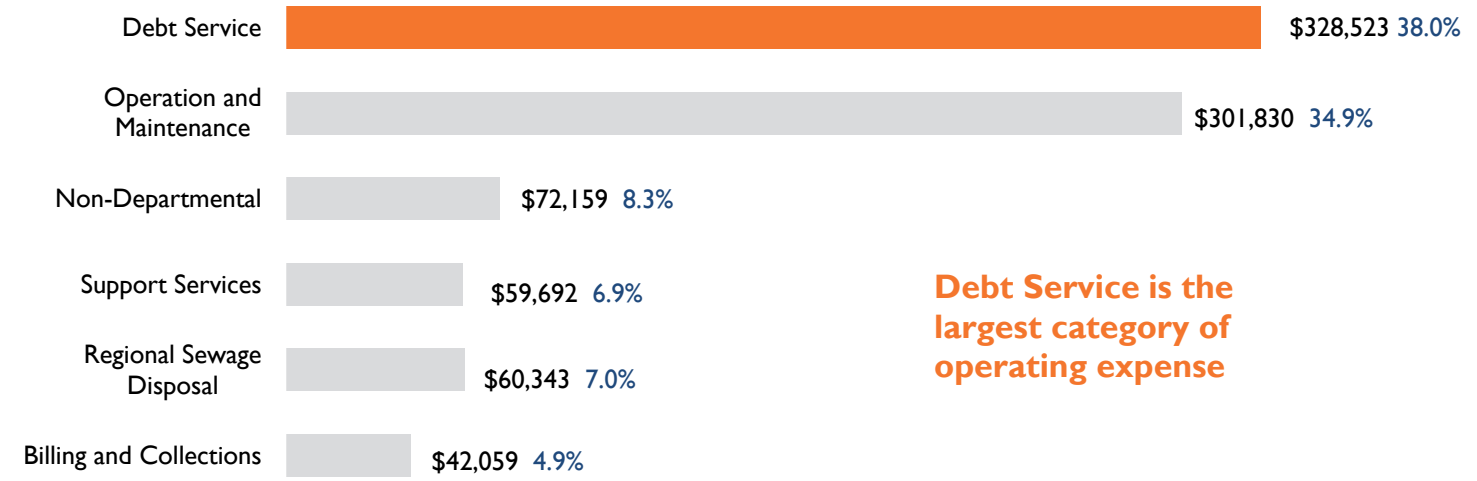 Debt Service $328,523 38.0%
Operation and
Maintenance $301,830 34.9%
Non-Departmental $72,159 8.3%
Support Services $59,692 6.9%
Regional Sewage
Disposal $60,343 7.0%
Billing and Collections $42,059 4.9%
Debt Service is the
largest category of
operating expense